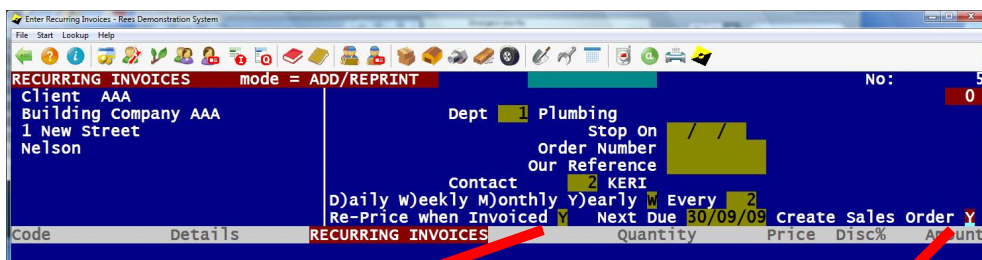 Enter Recurring Invoices - Rees Demonstration System
File Start Lookup Help
RECURRING INVOICES mode = ADD/REPRINT No: 5
Client AAA 0
Building Company AAA Dept 1 Plumbing
1 New Street Stop On / /
Nelson Order Number
Our Reference
Contact 2 KERI
D)aily W)eekly M)onthly Y)early W Every 2
Re-Price when Invoiced Y Next Due 30/09/09 Create Sales Order Y
Code Details RECURRING INVOICES Quantity Price Disc% Amount